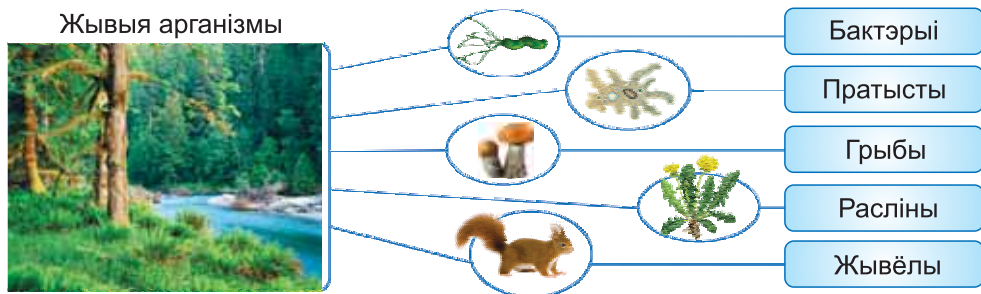 Жывыя арганізмы
Бактэрыі
Пратысты
Грыбы
Расліны
Жывёлы